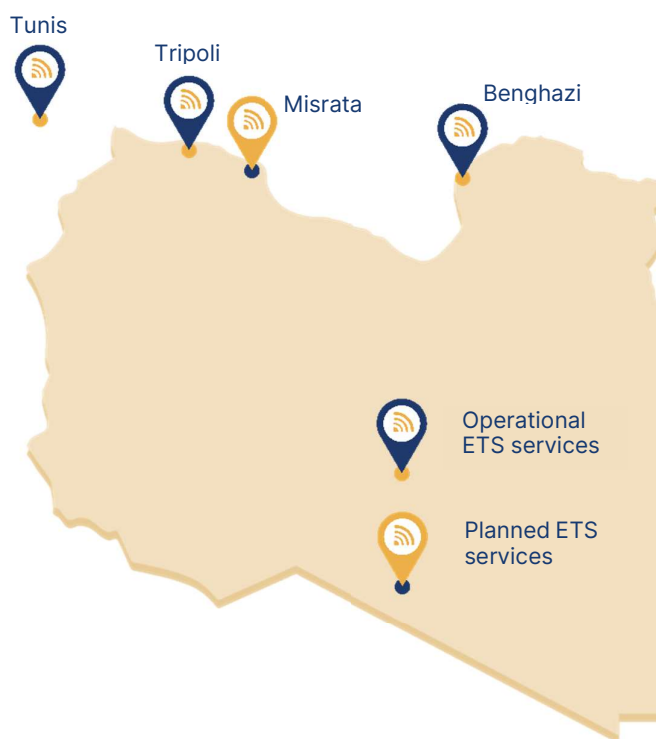 Tunis
Tripoli
Misrata
Benghazi
Operational
ETS services
Planned ETS
services